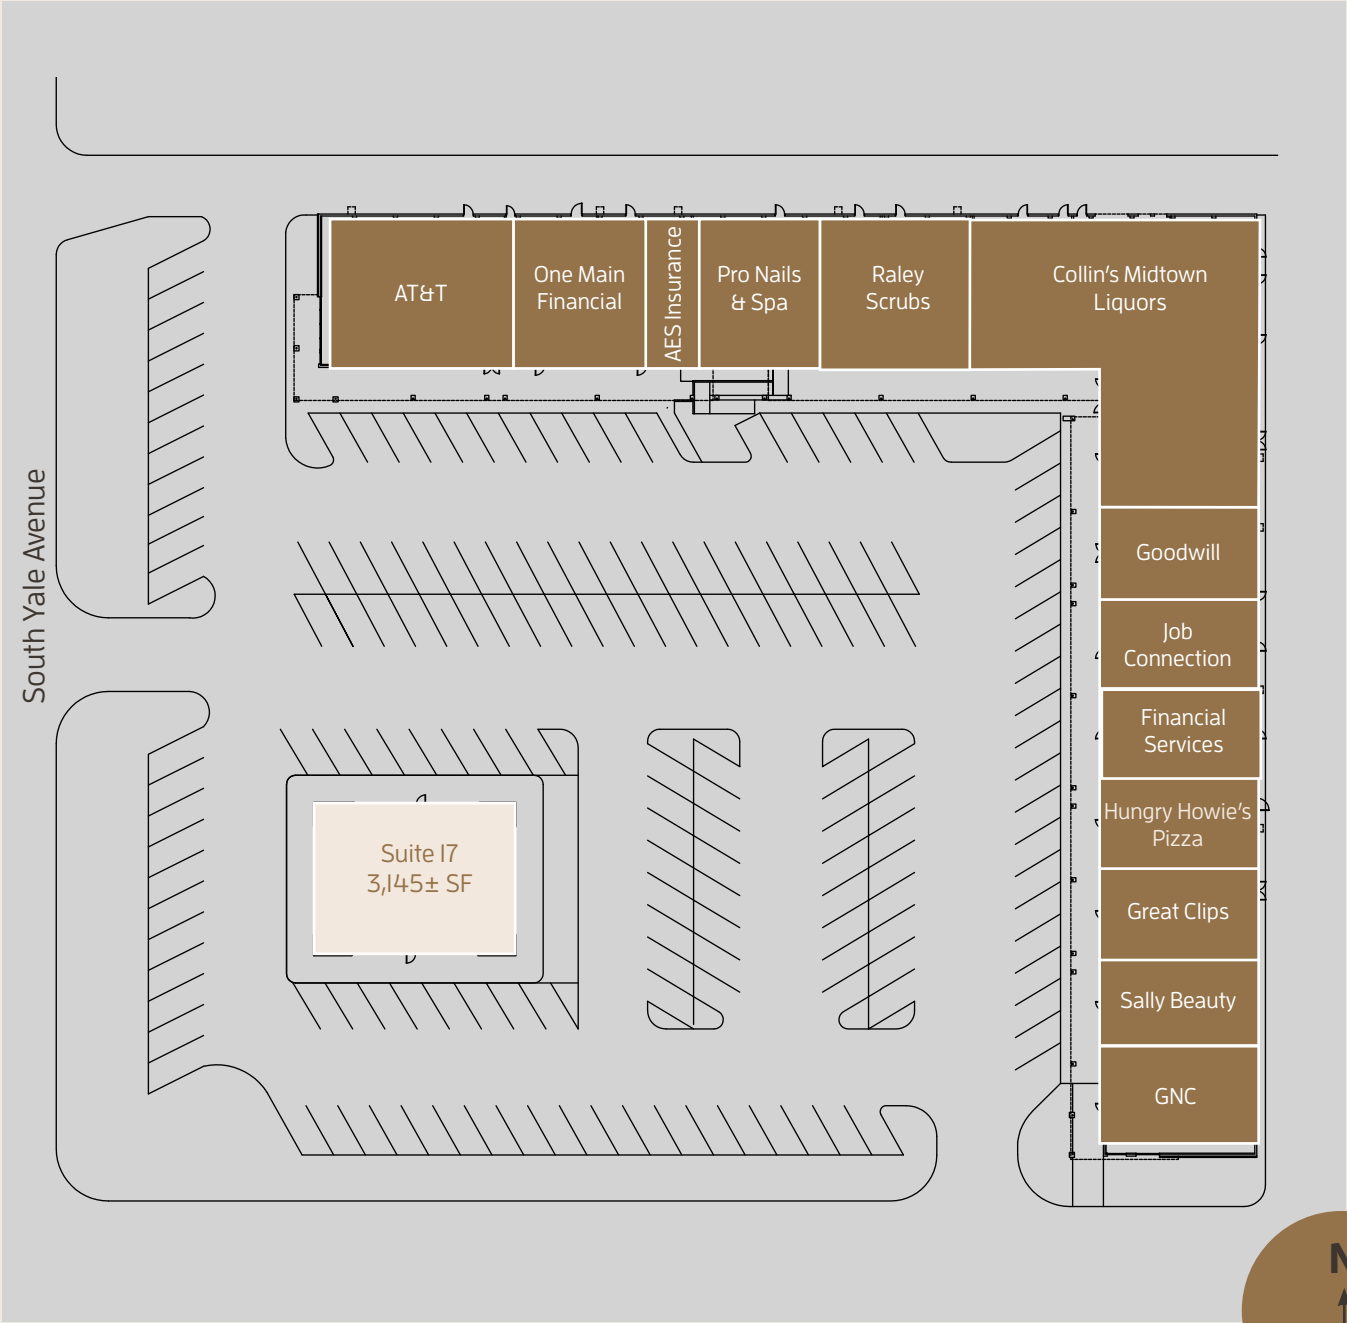 AT&T
One Main
Financial
AES Insurance
Pro Nails
& Spa
Raley
Scrubs
Collin's Midtown
Liquors
South Yale Avenue
Goodwill
Job
Connection
Financial
Services
Hungry Howie's
Pizza
Suite 17
3,145± SF
Great Clips
Sally Beauty
GNC
N